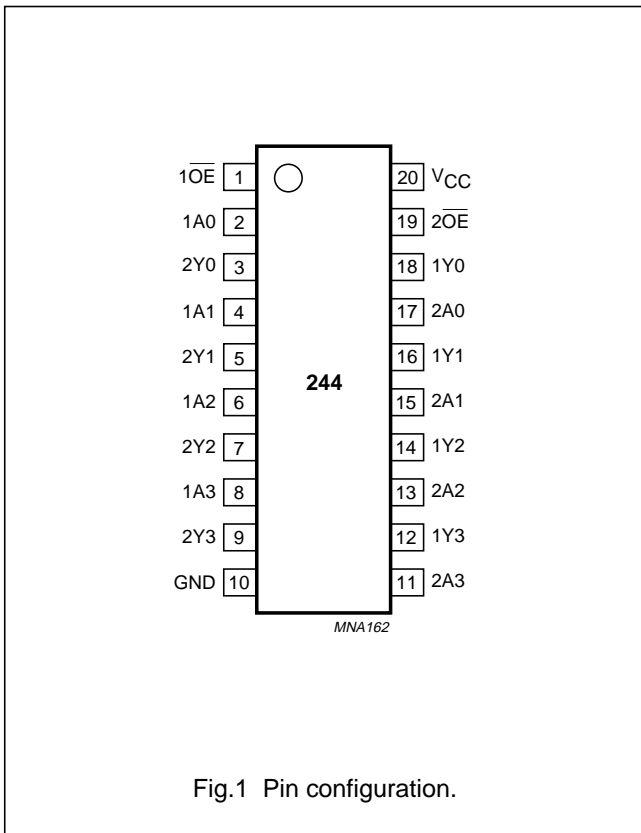 1O̅E̅ 1 20 VCC
1A0 2 19 2O̅E̅
2Y0 3 18 1Y0
1A1 4 17 2A0
2Y1 5 16 1Y1
244
1A2 6 15 2A1
2Y2 7 14 1Y2
1A3 8 13 2A2
2Y3 9 12 1Y3
GND 10 11 2A3
MNA162
Fig.1 Pin configuration.